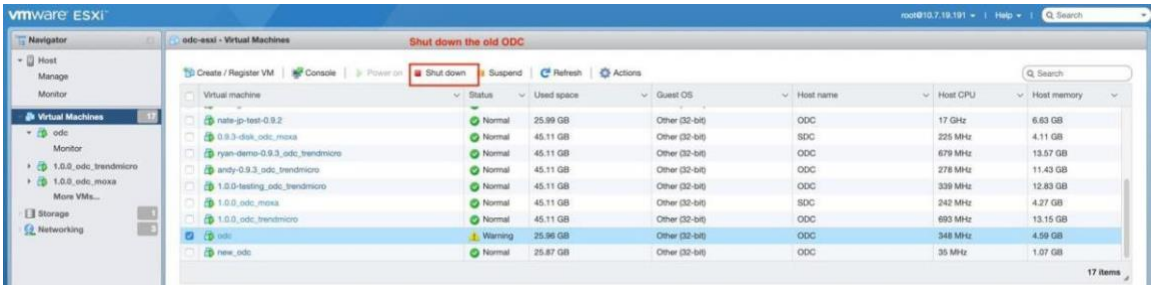 vmware ESXi™
root@10.7.19.191
Help
Search
Navigator
odc-esxi - Virtual Machines
Shut down the old ODC
Host
Manage
Monitor
Virtual Machines 17
odc
Monitor
1.0.0_odc_trendmicro
1.0.0_odc_moxa
More VMs...
Storage 1
Networking 3
Create / Register VM Console Power on Shut down Suspend Refresh Actions
Search
Virtual machine Status Used space Guest OS Host name Host CPU Host memory
nate-jp-test-0.9.2 Normal 25.99 GB Other (32-bit) ODC 17 GHz 6.63 GB
0.9.3-disk_odc_moxa Normal 45.11 GB Other (32-bit) SDC 225 MHz 4.11 GB
ryan-demo-0.9.3_odc_trendmicro Normal 45.11 GB Other (32-bit) ODC 679 MHz 13.57 GB
andy-0.9.3_odc_trendmicro Normal 45.11 GB Other (32-bit) ODC 278 MHz 11.43 GB
1.0.0-testing_odc_trendmicro Normal 45.11 GB Other (32-bit) ODC 339 MHz 12.83 GB
1.0.0_odc_moxa Normal 45.11 GB Other (32-bit) SDC 242 MHz 4.27 GB
1.0.0_odc_trendmicro Normal 45.11 GB Other (32-bit) ODC 693 MHz 13.15 GB
odc Warning 25.96 GB Other (32-bit) ODC 348 MHz 4.59 GB
new_odc Normal 25.87 GB Other (32-bit) ODC 35 MHz 1.07 GB
17 items